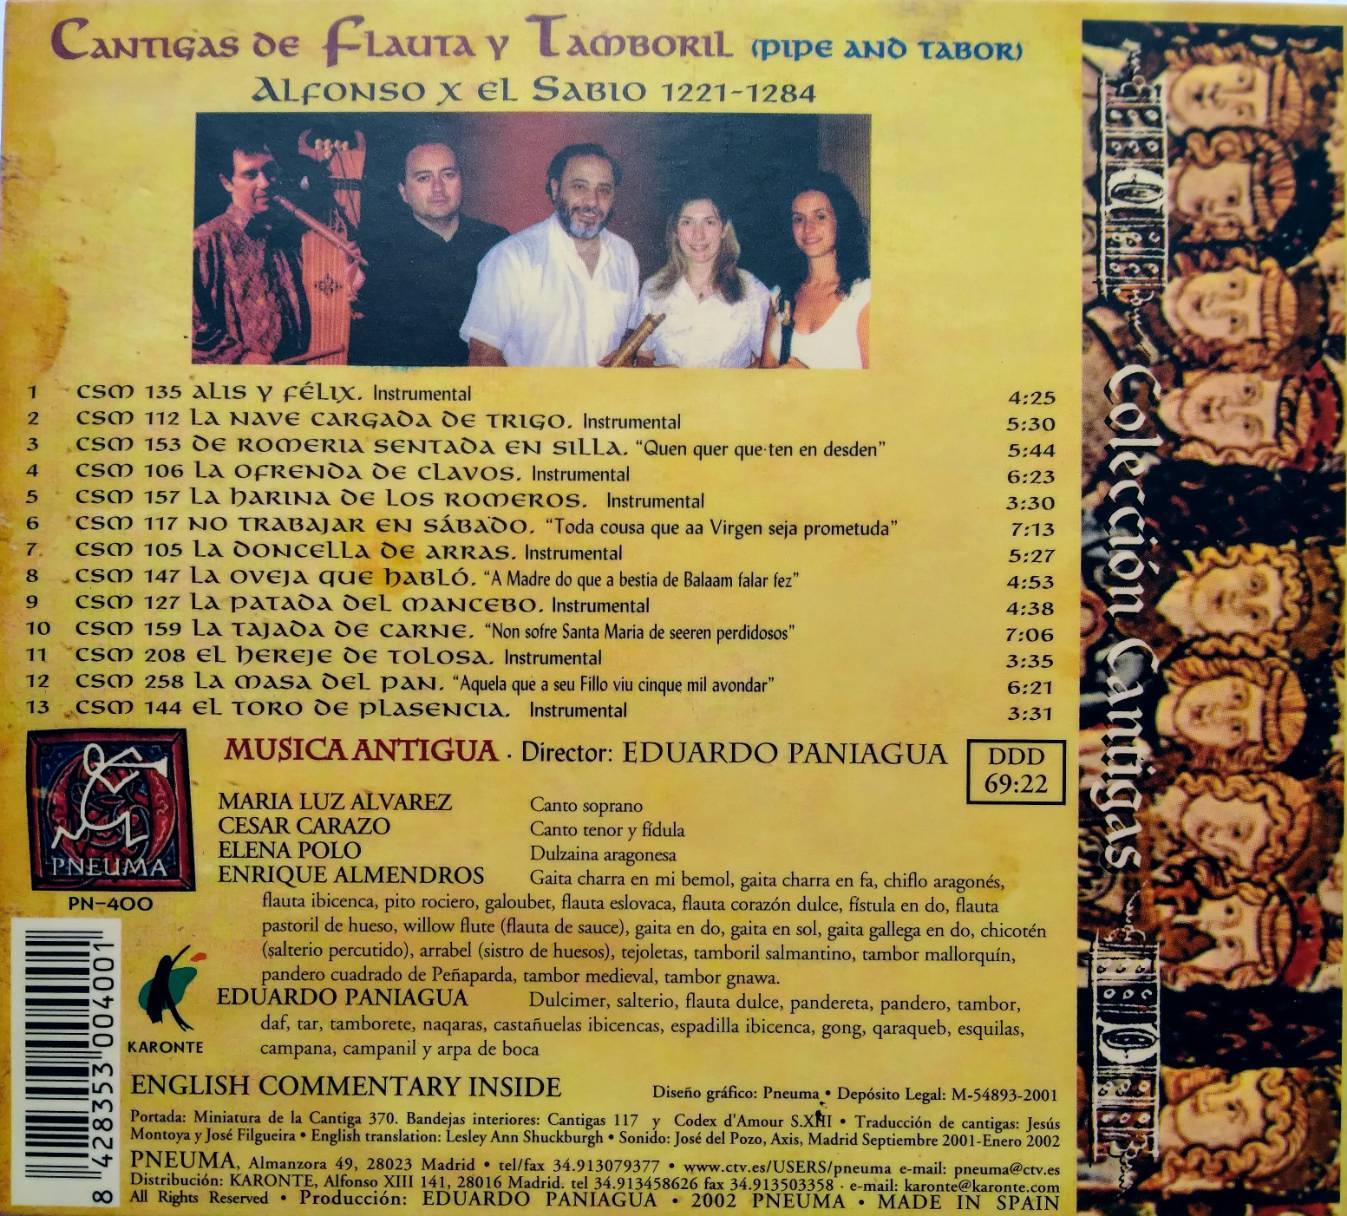 Cantigas de Flauta y Tamboril (pipe and tabor)
Alfonso X el Sabio 1221-1284
1 CSM 135 Alis y Félix. Instrumental 4:25
2 CSM 112 La nave cargada de trigo. Instrumental 5:30
3 CSM 153 De romeria sentada en silla. “Quen quer que·ten en desden” 5:44
4 CSM 106 La ofrenda de clavos. Instrumental 6:23
5 CSM 157 La harina de los romeros. Instrumental 3:30
6 CSM 117 No trabajar en sábado. “Toda cousa que aa Virgen seja prometuda” 7:13
7. CSM 105 La doncella de Arras. Instrumental 5:27
8 CSM 147 La oveja que habló. “A Madre do que a bestia de Balaam falar fez” 4:53
9 CSM 127 La patada del mancebo. Instrumental 4:38
10 CSM 159 La tajada de carne. “Non sofre Santa Maria de seeren perdidosos” 7:06
11 CSM 208 El hereje de Tolosa. Instrumental 3:35
12 CSM 258 La masa del pan. “Aquela que a seu Fillo viu cinque mil avondar” 6:21
13 CSM 144 El toro de Plasencia. Instrumental 3:31
MUSICA ANTIGUA · Director: EDUARDO PANIAGUA
DDD
69:22
MARIA LUZ ALVAREZ Canto soprano
CESAR CARAZO Canto tenor y fídula
ELENA POLO Dulzaina aragonesa
ENRIQUE ALMENDROS Gaita charra en mi bemol, gaita charra en fa, chiflo aragonés,
flauta ibicenca, pito rociero, galoubet, flauta eslovaca, flauta corazón dulce, fístula en do, flauta
pastoril de hueso, willow flute (flauta de sauce), gaita en do, gaita en sol, gaita gallega en do, chicotén
(salterio percutido), arrabel (sistro de huesos), tejoletas, tamboril salmantino, tambor mallorquín,
pandero cuadrado de Peñaparda, tambor medieval, tambor gnawa.
EDUARDO PANIAGUA Dulcimer, salterio, flauta dulce, pandereta, pandero, tambor,
daf, tar, tamborete, naqaras, castañuelas ibicencas, espadilla ibicenca, gong, qaraqueb, esquilas,
campana, campanil y arpa de boca
PNEUMA
PN-400
KARONTE
8 428353 004001
ENGLISH COMMENTARY INSIDE
Diseño gráfico: Pneuma • Depósito Legal: M-54893-2001
Portada: Miniatura de la Cantiga 370. Bandejas interiores: Cantigas 117 y Codex d'Amour S.XIII • Traducción de cantigas: Jesús
Montoya y José Filgueira • English translation: Lesley Ann Shuckburgh • Sonido: José del Pozo, Axis, Madrid Septiembre 2001-Enero 2002
PNEUMA, Almanzora 49, 28023 Madrid • tel/fax 34.913079377 • www.ctv.es/USERS/pneuma e-mail: pneuma@ctv.es
Distribución: KARONTE, Alfonso XIII 141, 28016 Madrid. tel 34.913458626 fax 34.913503358 · e-mail: karonte@karonte.com
All Rights Reserved • Producción: EDUARDO PANIAGUA • 2002 PNEUMA • MADE IN SPAIN
Colección Cantigas